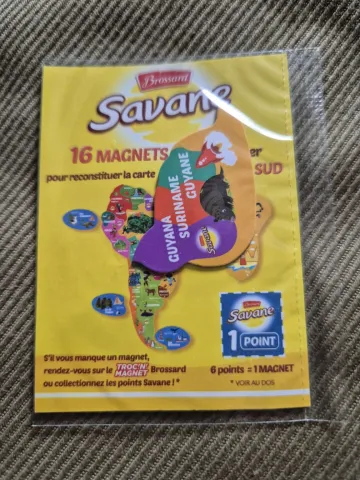 Brossard
Savane
16 MAGNETS
er
pour reconstituer la carte
SUD
GUYANA
SURINAME
GUYANE
Savane
Brossard
Savane
1 POINT
S'il vous manque un magnet,
rendez-vous sur le TROC'N' MAGNET Brossard
ou collectionnez les points Savane ! *
6 points = 1 MAGNET
* VOIR AU DOS